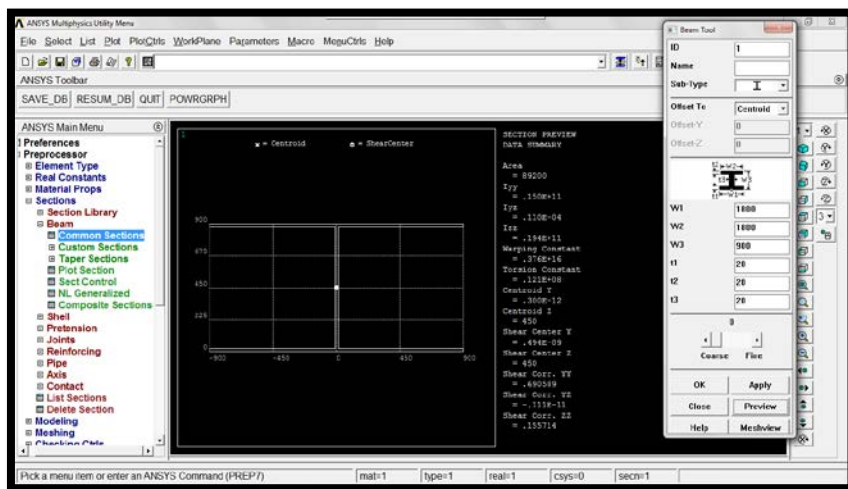 ANSYS Multiphysics Utility Menu
File Select List Plot PlotCtrls WorkPlane Parameters Macro MenuCtrls Help
ANSYS Toolbar
SAVE_DB RESUM_DB QUIT POWRGRPH
ANSYS Main Menu
Preferences
Preprocessor
Element Type
Real Constants
Material Props
Sections
Section Library
Beam
Common Sections
Custom Sections
Taper Sections
Plot Section
Sect Control
NL Generalized
Composite Sections
Shell
Pretension
Joints
Reinforcing
Pipe
Axis
Contact
List Sections
Delete Section
Modeling
Meshing
Checking Ctrls
1
x = Centroid
o = ShearCenter
900
675
450
225
0
-900 -450 0 450 900
SECTION PREVIEW
DATA SUMMARY
Area
= 89200
Iyy
= .150E+11
Iyz
= .110E-04
Izz
= .194E+11
Warping Constant
= .376E+16
Torsion Constant
= .121E+08
Centroid Y
= .300E-12
Centroid Z
= 450
Shear Center Y
= .494E-09
Shear Center Z
= 450
Shear Corr. YY
= .690589
Shear Corr. YZ
Shear Corr. ZZ
= .155714
Beam Tool
ID 1
Name
Sub-Type
Offset To Centroid
Offset-Y 0
Offset-Z 0
W1 1800
W2 1800
W3 900
t1 20
t2 20
t3 20
0
Coarse Fine
OK Apply
Close Preview
Help Meshview
3
Pick a menu item or enter an ANSYS Command (PREP7)
mat=1 type=1 real=1 csys=0 secn=1